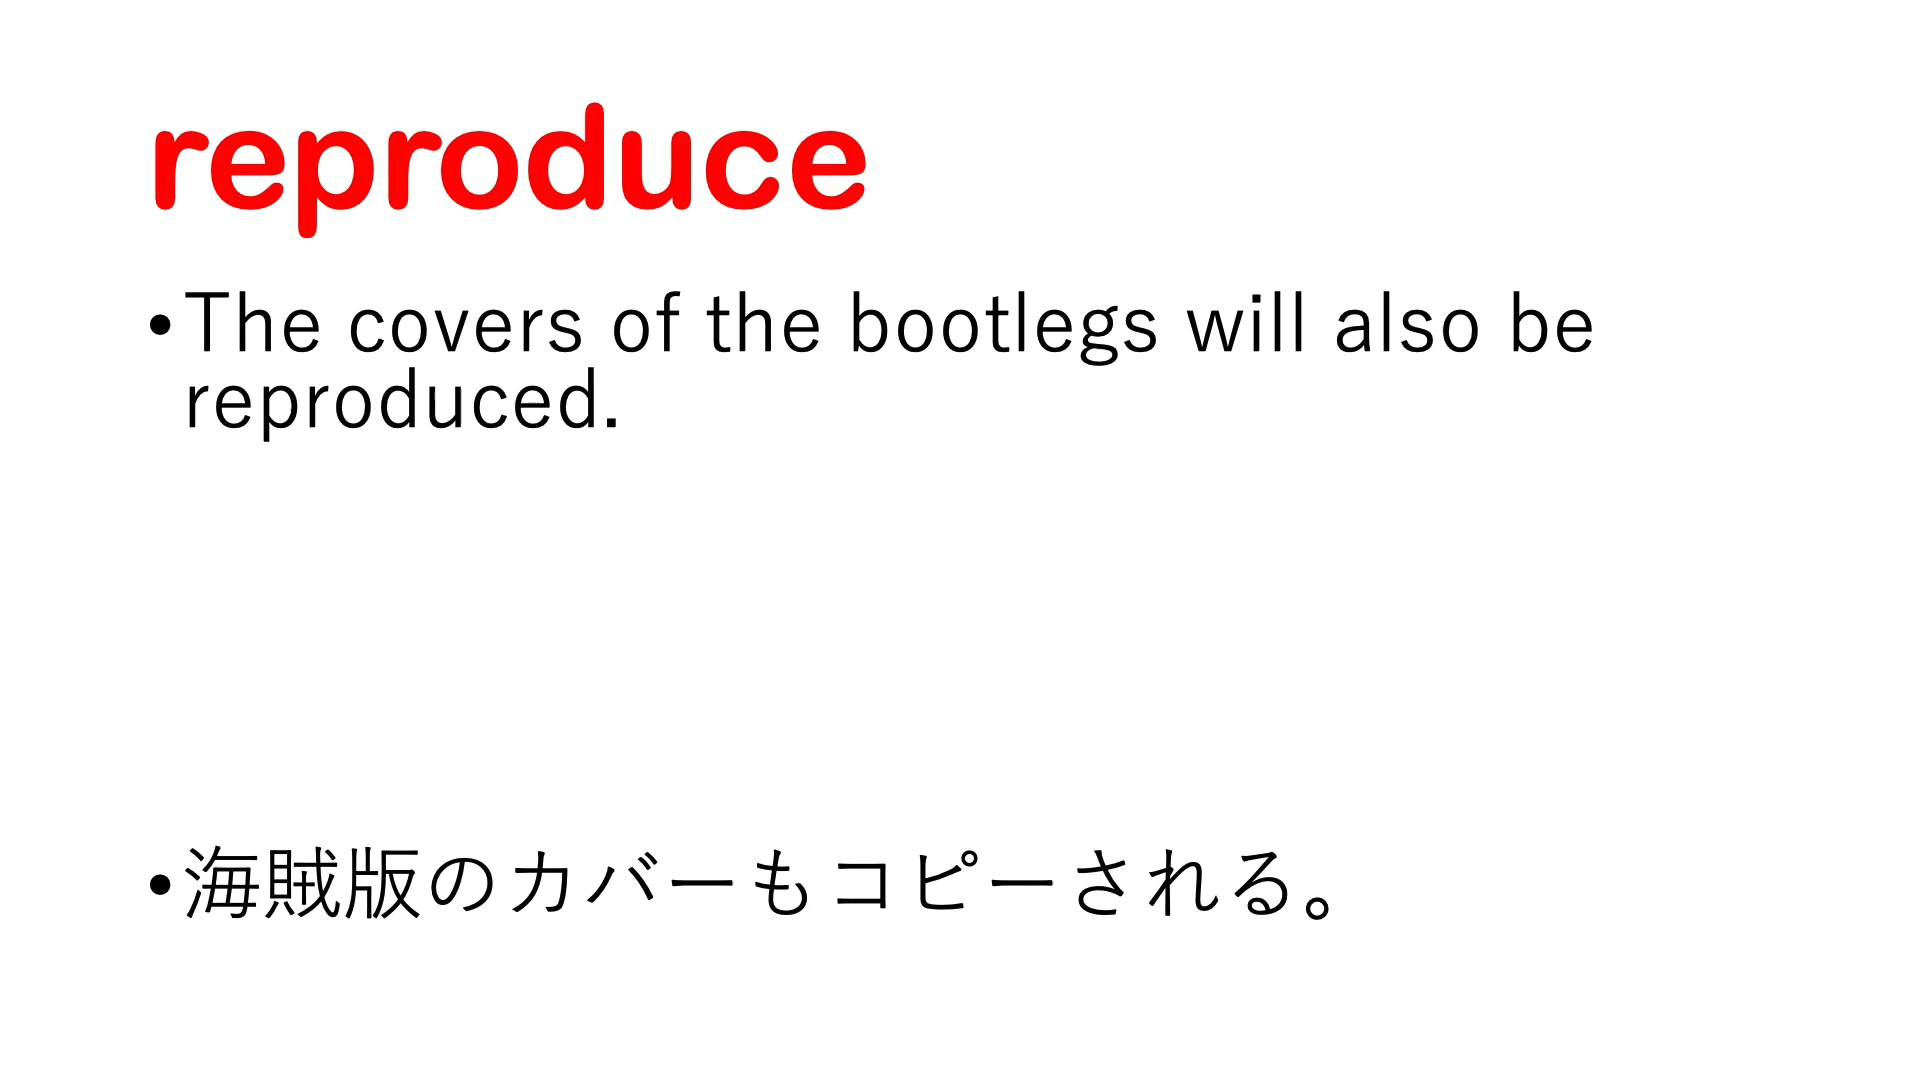 reproduce
•The covers of the bootlegs will also be
reproduced.
•海賊版のカバーもコピーされる。